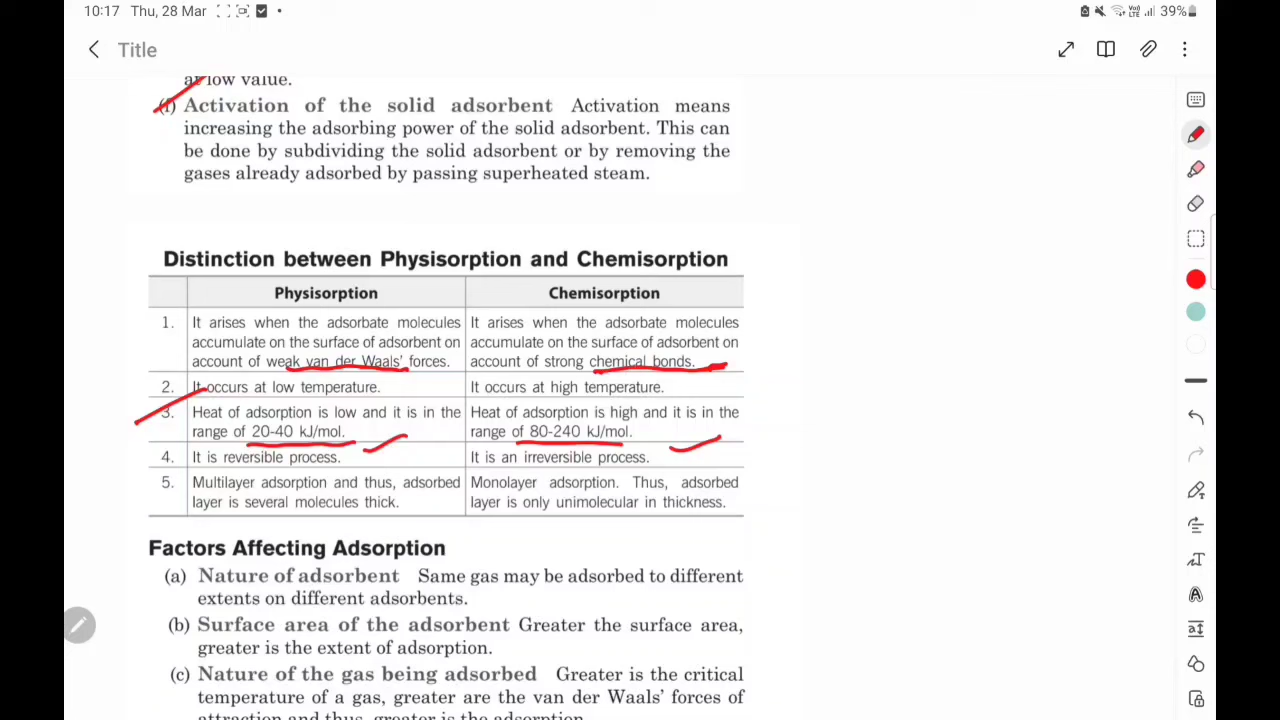 10:17 Thu, 28 Mar
39%
Title
at low value.
(f) Activation of the solid adsorbent Activation means
increasing the adsorbing power of the solid adsorbent. This can
be done by subdividing the solid adsorbent or by removing the
gases already adsorbed by passing superheated steam.
Distinction between Physisorption and Chemisorption
Physisorption Chemisorption
1. It arises when the adsorbate molecules
accumulate on the surface of adsorbent on
account of weak van der Waals' forces.
It arises when the adsorbate molecules
accumulate on the surface of adsorbent on
account of strong chemical bonds.
2. It occurs at low temperature.
It occurs at high temperature.
3. Heat of adsorption is low and it is in the
range of 20-40 kJ/mol.
Heat of adsorption is high and it is in the
range of 80-240 kJ/mol.
4. It is reversible process.
It is an irreversible process.
5. Multilayer adsorption and thus, adsorbed
layer is several molecules thick.
Monolayer adsorption. Thus, adsorbed
layer is only unimolecular in thickness.
Factors Affecting Adsorption
(a) Nature of adsorbent Same gas may be adsorbed to different
extents on different adsorbents.
(b) Surface area of the adsorbent Greater the surface area,
greater is the extent of adsorption.
(c) Nature of the gas being adsorbed Greater is the critical
temperature of a gas, greater are the van der Waals' forces of
attraction and thus, greater is the adsorption.